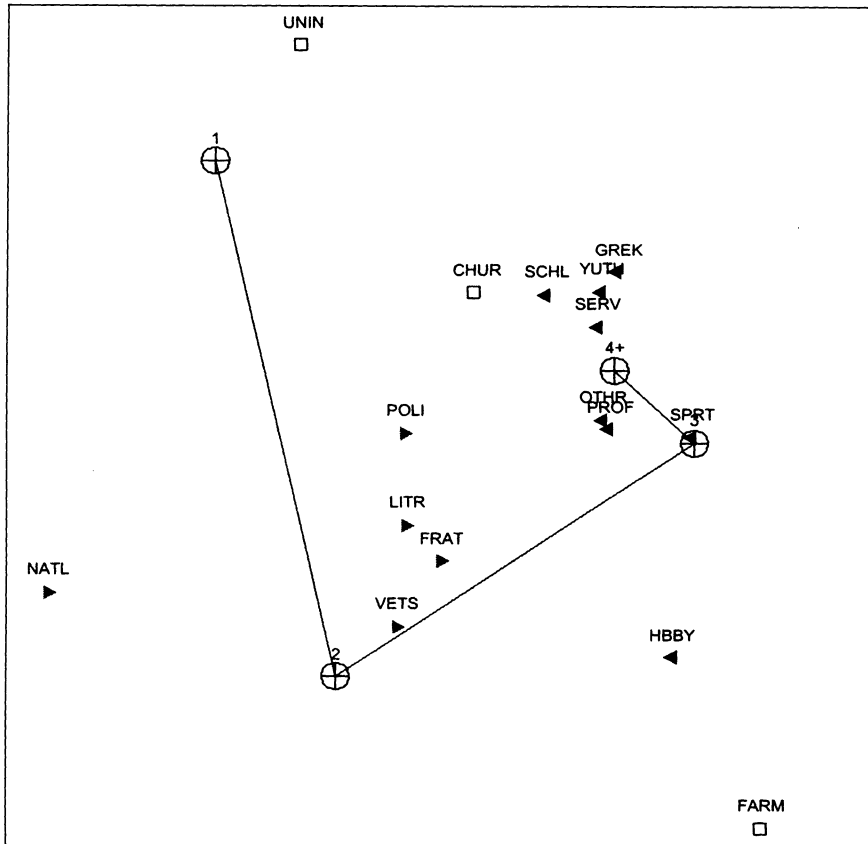 UNIN
1
GREK
CHUR
SCHL
YUTH
SERV
4+
OTHR
PROF
SPRT
3
POLI
LITR
FRAT
NATL
VETS
2
HBBY
FARM